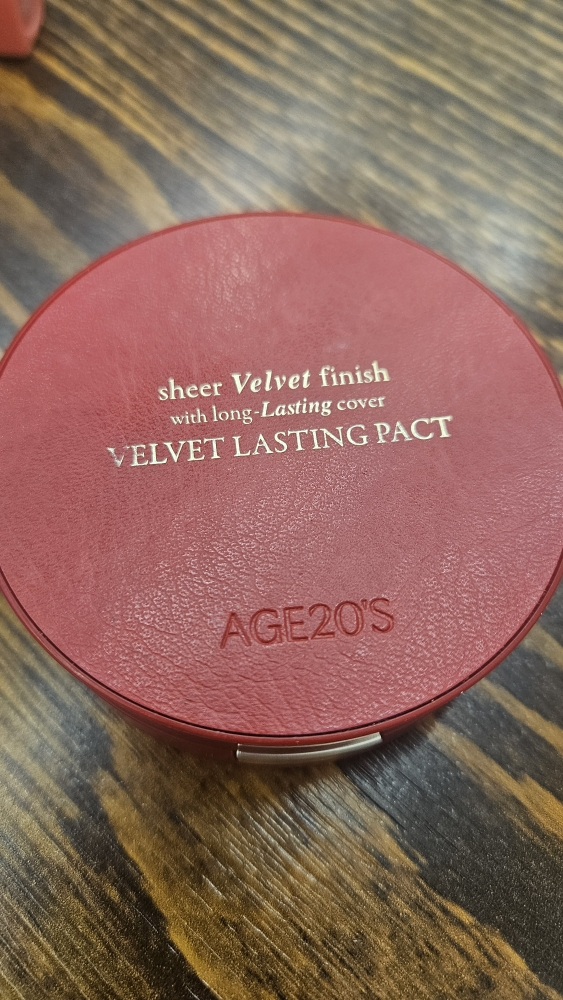 sheer Velvet finish
with long-Lasting cover
VELVET LASTING PACT
AGE20'S